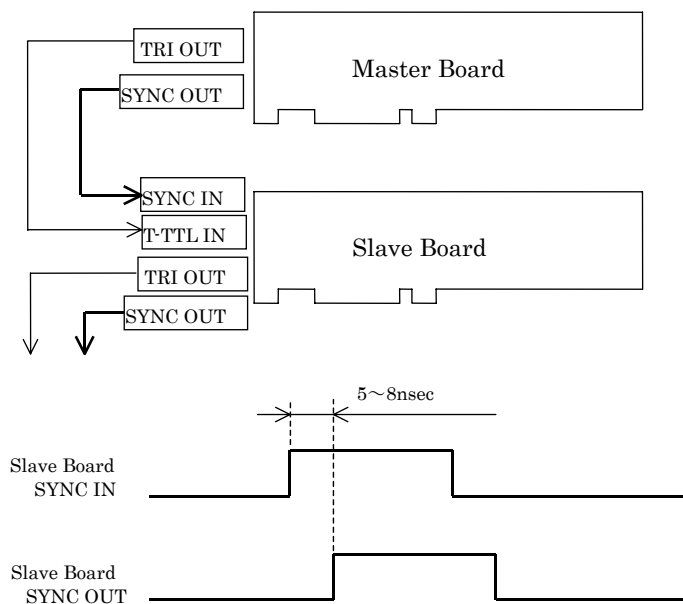 TRI OUT
Master Board
SYNC OUT
SYNC IN
T-TTL IN
Slave Board
TRI OUT
SYNC OUT
5～8nsec
Slave Board
SYNC IN
Slave Board
SYNC OUT